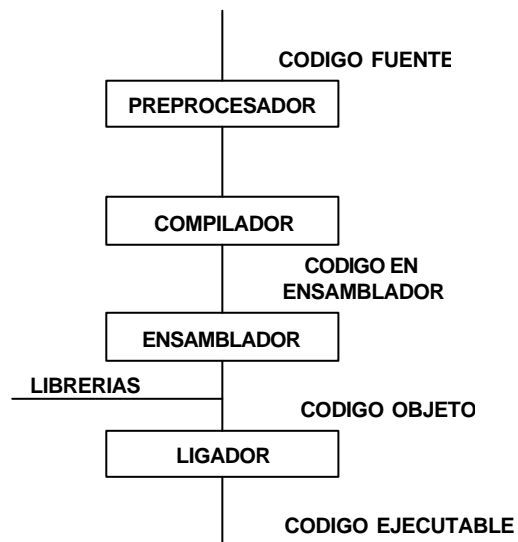 CODIGO FUENTE
PREPROCESADOR
COMPILADOR
CODIGO EN
ENSAMBLADOR
ENSAMBLADOR
LIBRERIAS
CODIGO OBJETO
LIGADOR
CODIGO EJECUTABLE